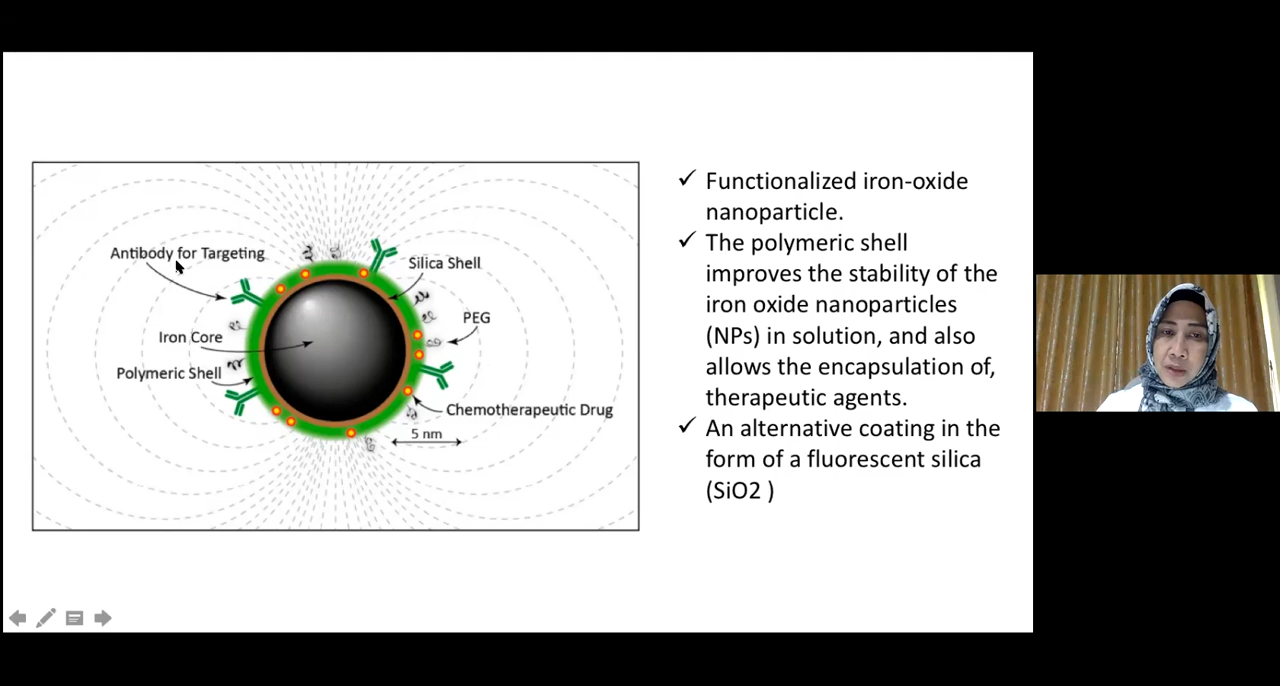 Antibody for Targeting
Silica Shell
PEG
Iron Core
Polymeric Shell
Chemotherapeutic Drug
5 nm
✓ Functionalized iron-oxide
nanoparticle.
✓ The polymeric shell
improves the stability of the
iron oxide nanoparticles
(NPs) in solution, and also
allows the encapsulation of,
therapeutic agents.
✓ An alternative coating in the
form of a fluorescent silica
(SiO2 )